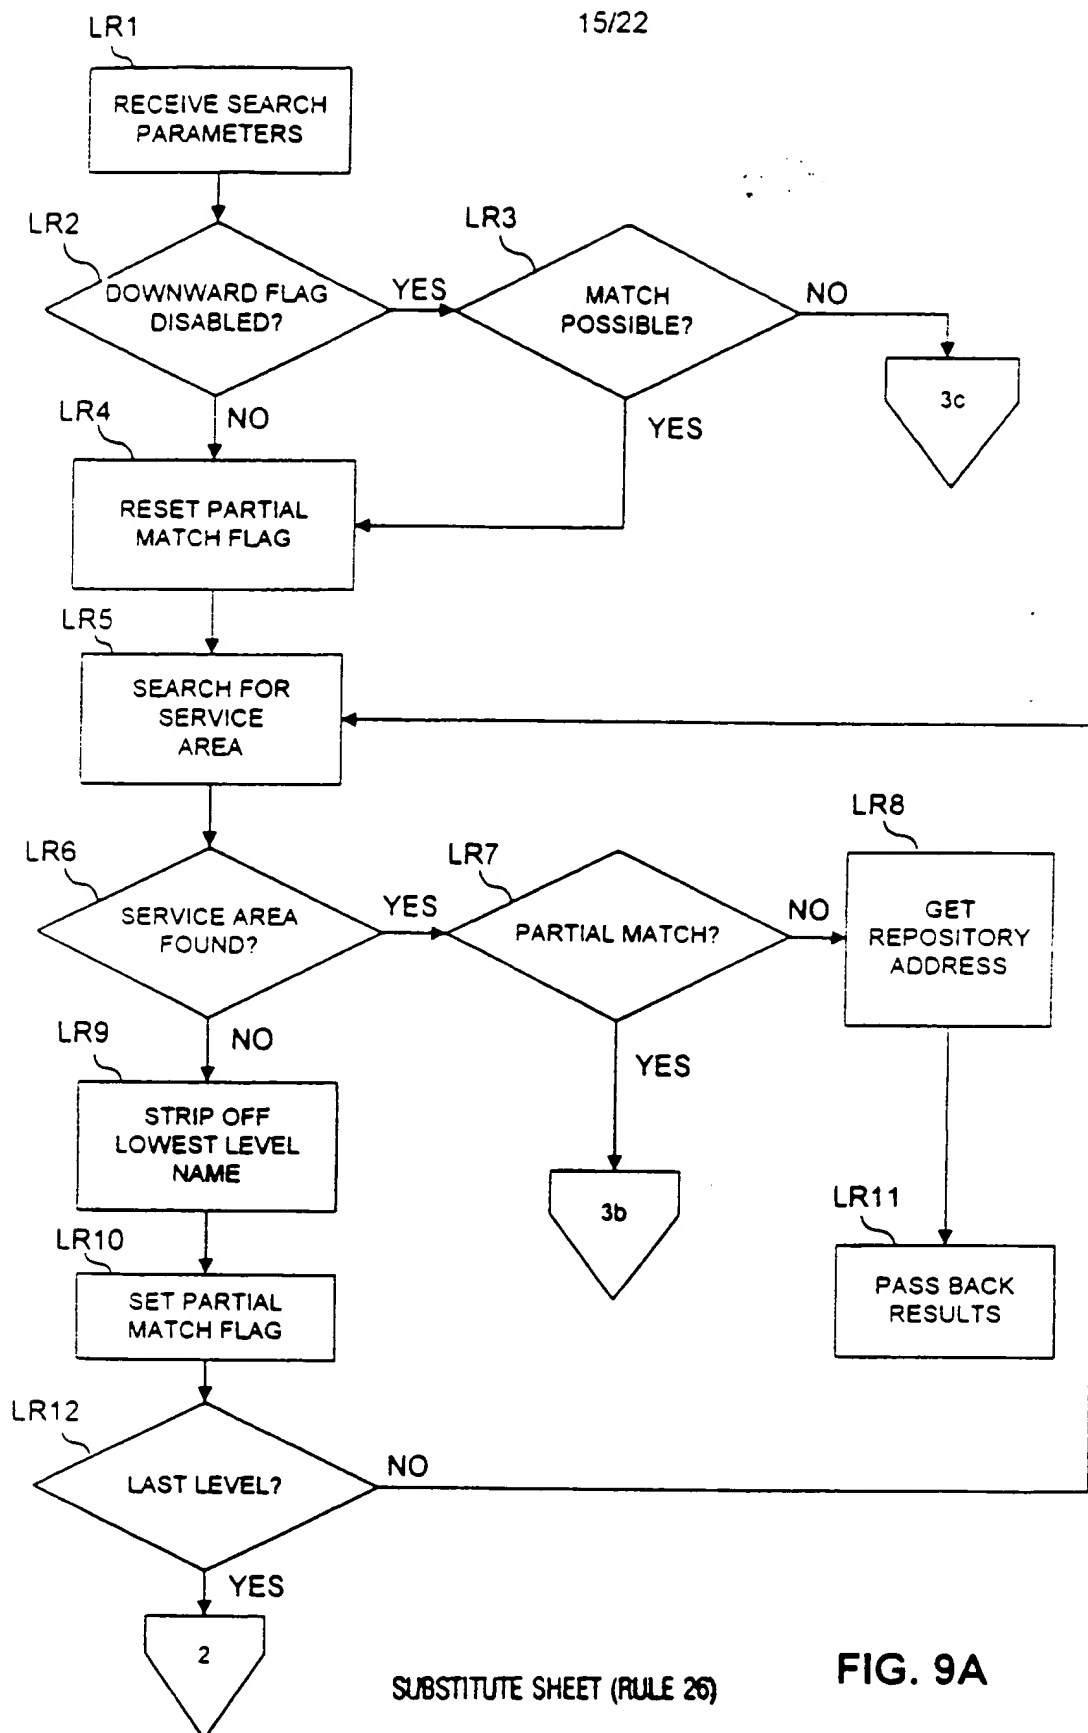 15/22
LR1
RECEIVE SEARCH
PARAMETERS
LR2
DOWNWARD FLAG
DISABLED?
YES
NO
LR3
MATCH
POSSIBLE?
NO
YES
3c
LR4
RESET PARTIAL
MATCH FLAG
LR5
SEARCH FOR
SERVICE
AREA
LR6
SERVICE AREA
FOUND?
YES
NO
LR7
PARTIAL MATCH?
NO
YES
LR8
GET
REPOSITORY
ADDRESS
3b
LR9
STRIP OFF
LOWEST LEVEL
NAME
LR11
PASS BACK
RESULTS
LR10
SET PARTIAL
MATCH FLAG
LR12
LAST LEVEL?
NO
YES
2
SUBSTITUTE SHEET (RULE 26)
FIG. 9A